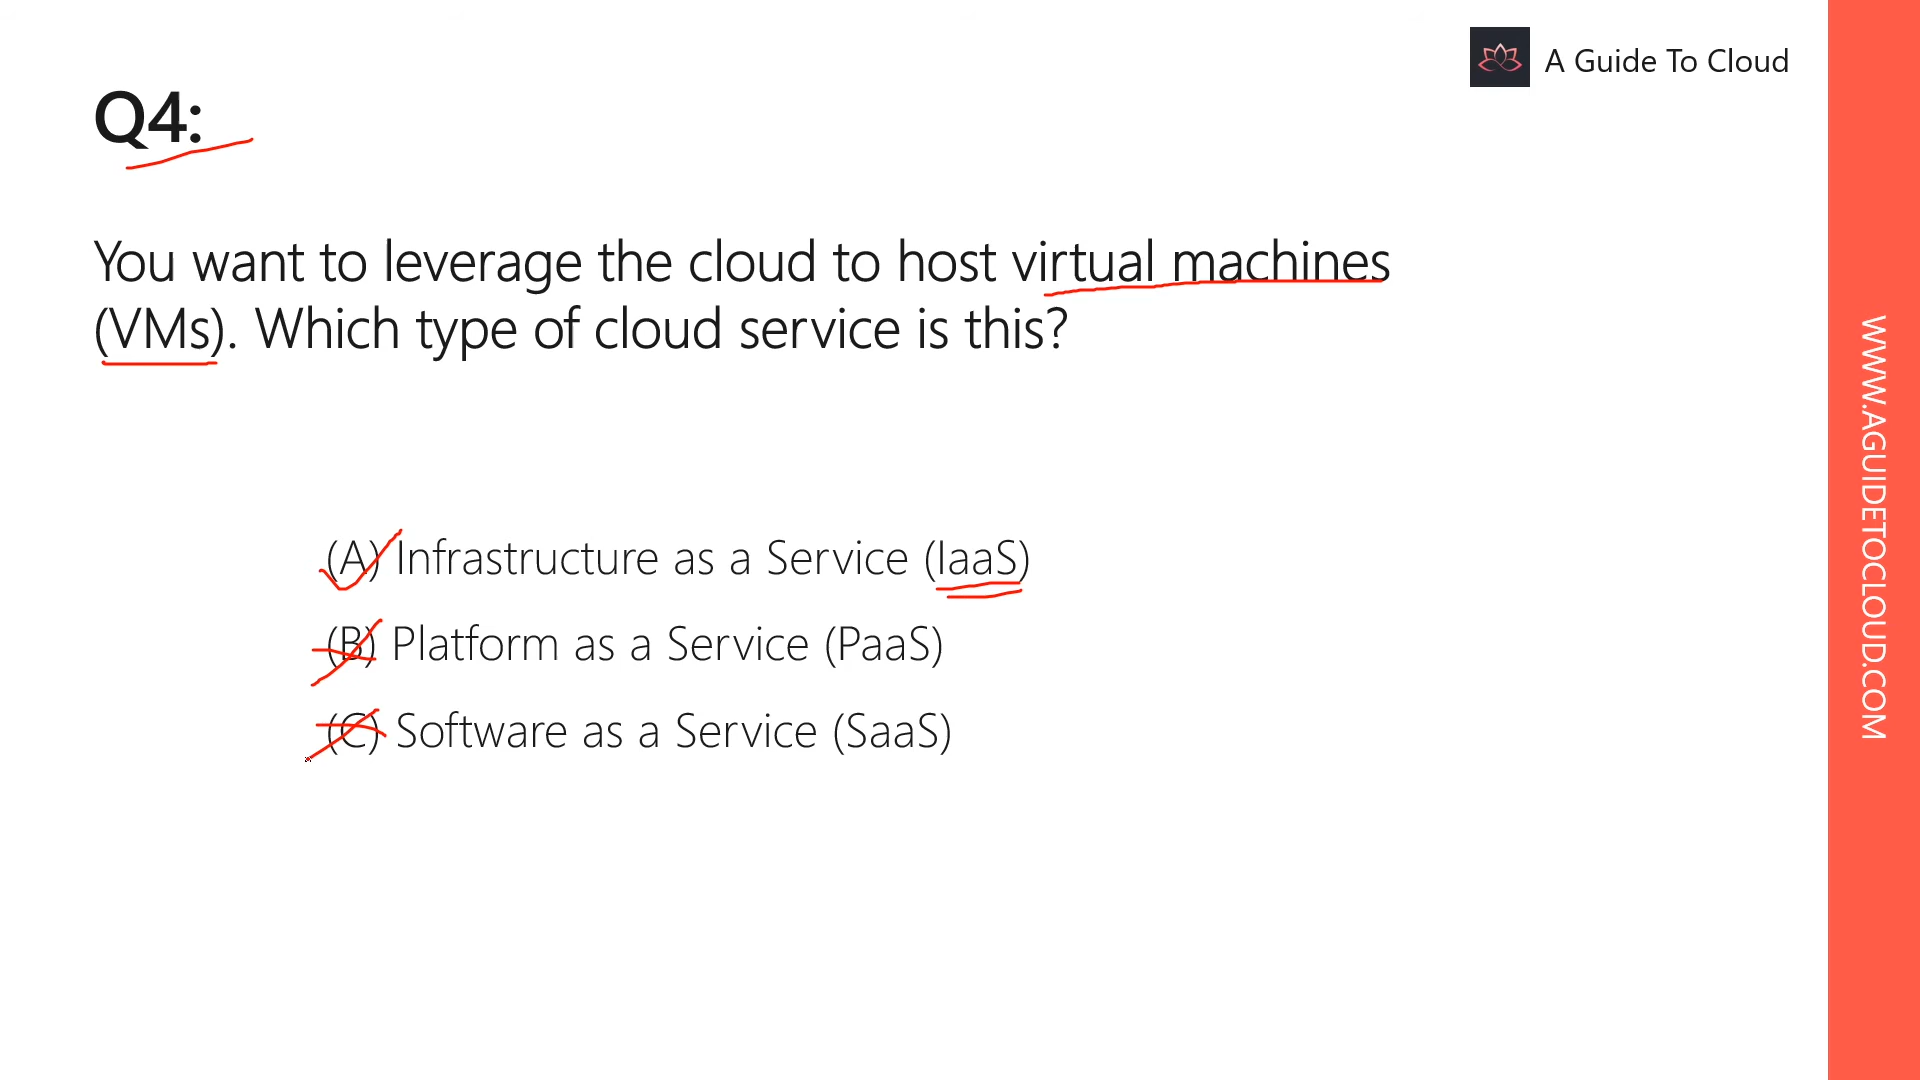 A Guide To Cloud
Q4:
You want to leverage the cloud to host virtual machines
(VMs). Which type of cloud service is this?
(A) Infrastructure as a Service (IaaS)
(B) Platform as a Service (PaaS)
(C) Software as a Service (SaaS)
WWW.AGUIDETOCLOUD.COM